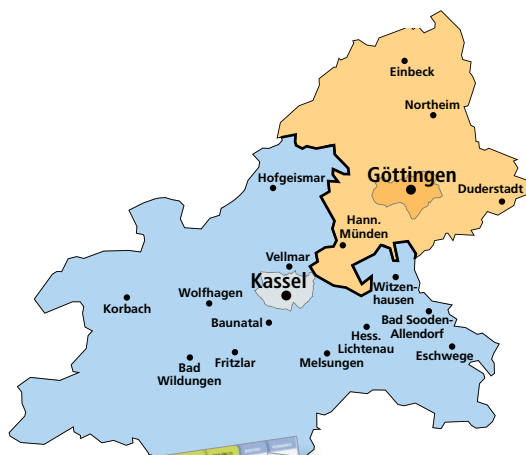 Einbeck
Northeim
Göttingen
Hofgeismar
Duderstadt
Hann.
Münden
Vellmar
Kassel
Witzen-
hausen
Wolfhagen
Korbach
Bad Sooden-
Allendorf
Baunatal
Hess.
Lichtenau
Eschwege
Fritzlar
Melsungen
Bad
Wildungen